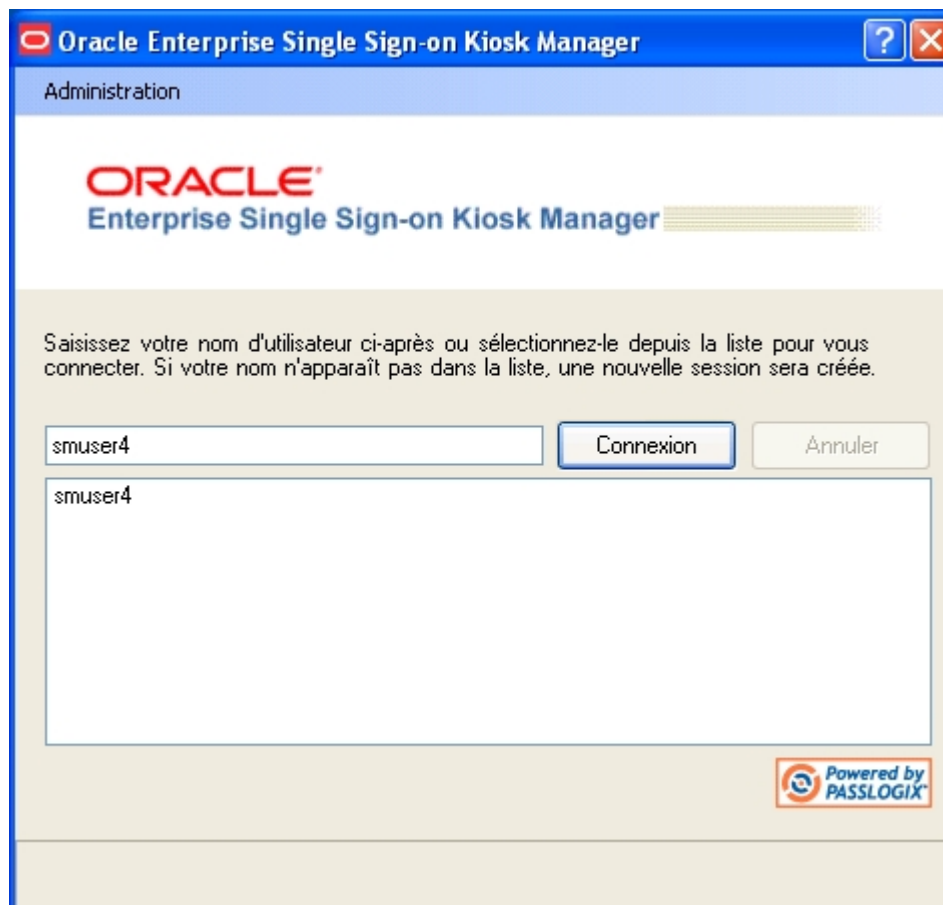 Oracle Enterprise Single Sign-on Kiosk Manager
Administration
ORACLE
Enterprise Single Sign-on Kiosk Manager
Saisissez votre nom d'utilisateur ci-après ou sélectionnez-le depuis la liste pour vous
connecter. Si votre nom n'apparaît pas dans la liste, une nouvelle session sera créée.
smuser4
Connexion
Annuler
smuser4
Powered by
PASSLOGIX